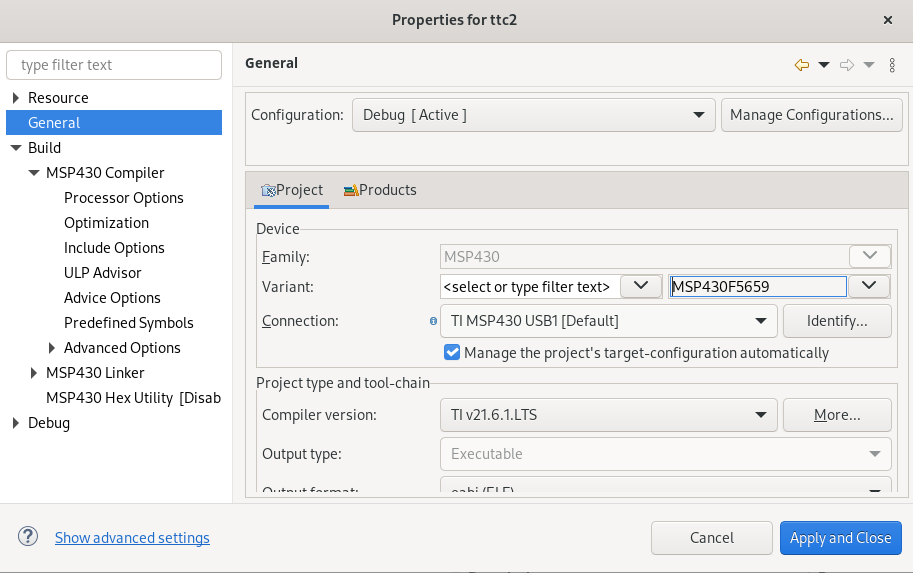 Properties for ttc2
type filter text
Resource
General
Build
MSP430 Compiler
Processor Options
Optimization
Include Options
ULP Advisor
Advice Options
Predefined Symbols
Advanced Options
MSP430 Linker
MSP430 Hex Utility [Disab
Debug
General
Configuration: Debug [ Active ] Manage Configurations...
Project Products
Device
Family: MSP430
Variant: <select or type filter text> MSP430F5659
Connection: TI MSP430 USB1 [Default] Identify...
Manage the project's target-configuration automatically
Project type and tool-chain
Compiler version: TI v21.6.1.LTS More...
Output type: Executable
Output format: eabi (ELF)
Show advanced settings Cancel Apply and Close